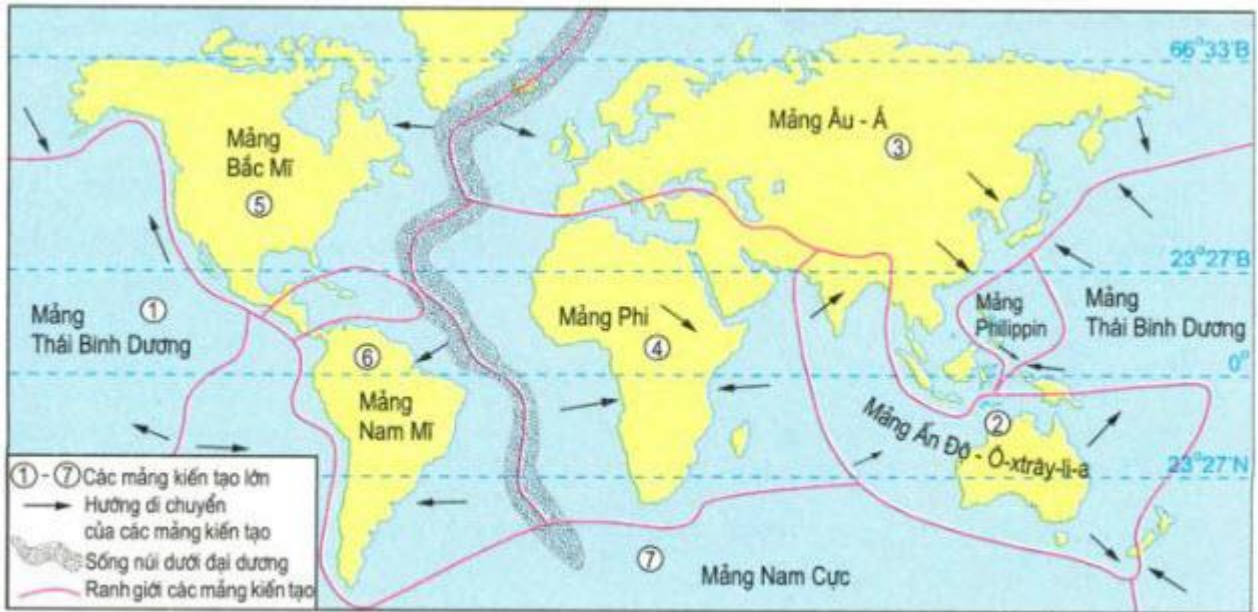 66°33'B
Mảng
Bắc Mĩ
⑤
Mảng Âu - Á
③
23°27'B
①
Mảng
Thái Bình Dương
Mảng Phi
④
Mảng
Philippin
Mảng
Thái Bình Dương
0°
⑥
Mảng
Nam Mĩ
Mảng Ấn Độ - Ô-xtrây-li-a
②
23°27'N
⑦
Mảng Nam Cực
① - ⑦ Các mảng kiến tạo lớn
Hướng di chuyển
của các mảng kiến tạo
Sống núi dưới đại dương
Ranh giới các mảng kiến tạo